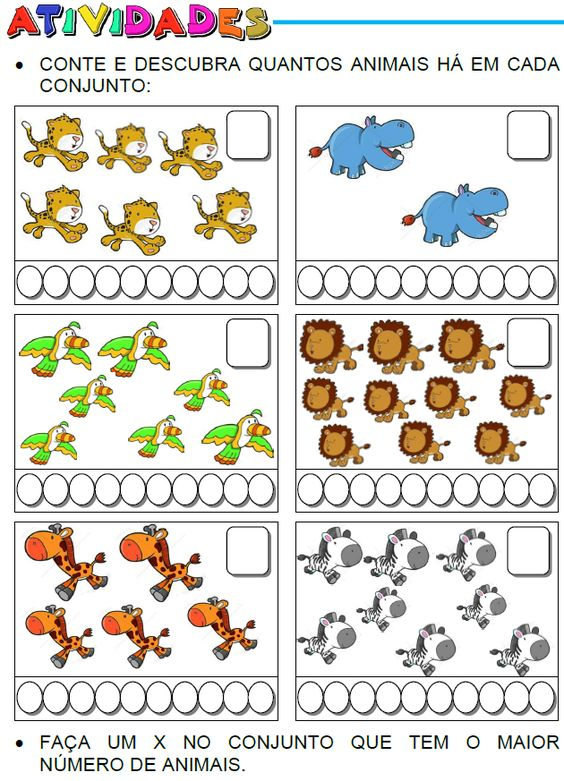 ATIVIDADES
• CONTE E DESCUBRA QUANTOS ANIMAIS HÁ EM CADA
CONJUNTO:
• FAÇA UM X NO CONJUNTO QUE TEM O MAIOR
NÚMERO DE ANIMAIS.